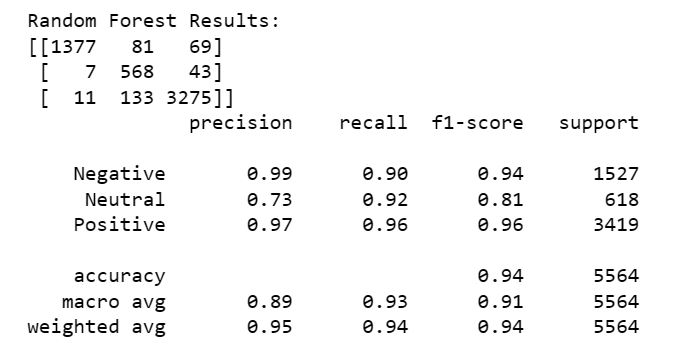 Random Forest Results:
[[1377   81   69]
 [   7  568   43]
 [  11  133 3275]]
              precision    recall  f1-score   support

    Negative       0.99      0.90      0.94      1527
     Neutral       0.73      0.92      0.81       618
    Positive       0.97      0.96      0.96      3419

    accuracy                           0.94      5564
   macro avg       0.89      0.93      0.91      5564
weighted avg       0.95      0.94      0.94      5564